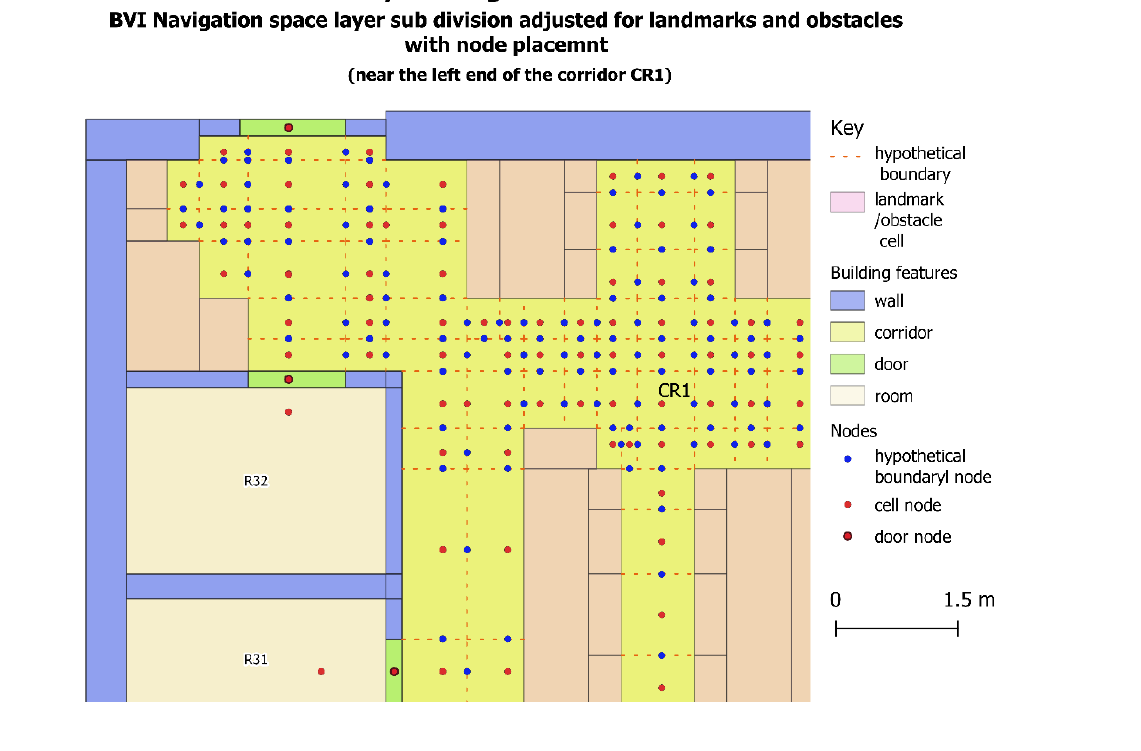 BVI Navigation space layer sub division adjusted for landmarks and obstacles
with node placemnt
(near the left end of the corridor CR1)
Key
hypothetical
boundary
landmark
/obstacle
cell
Building features
wall
corridor
door
room
Nodes
hypothetical
boundaryl node
cell node
door node
0 1.5 m
CR1
R32
R31